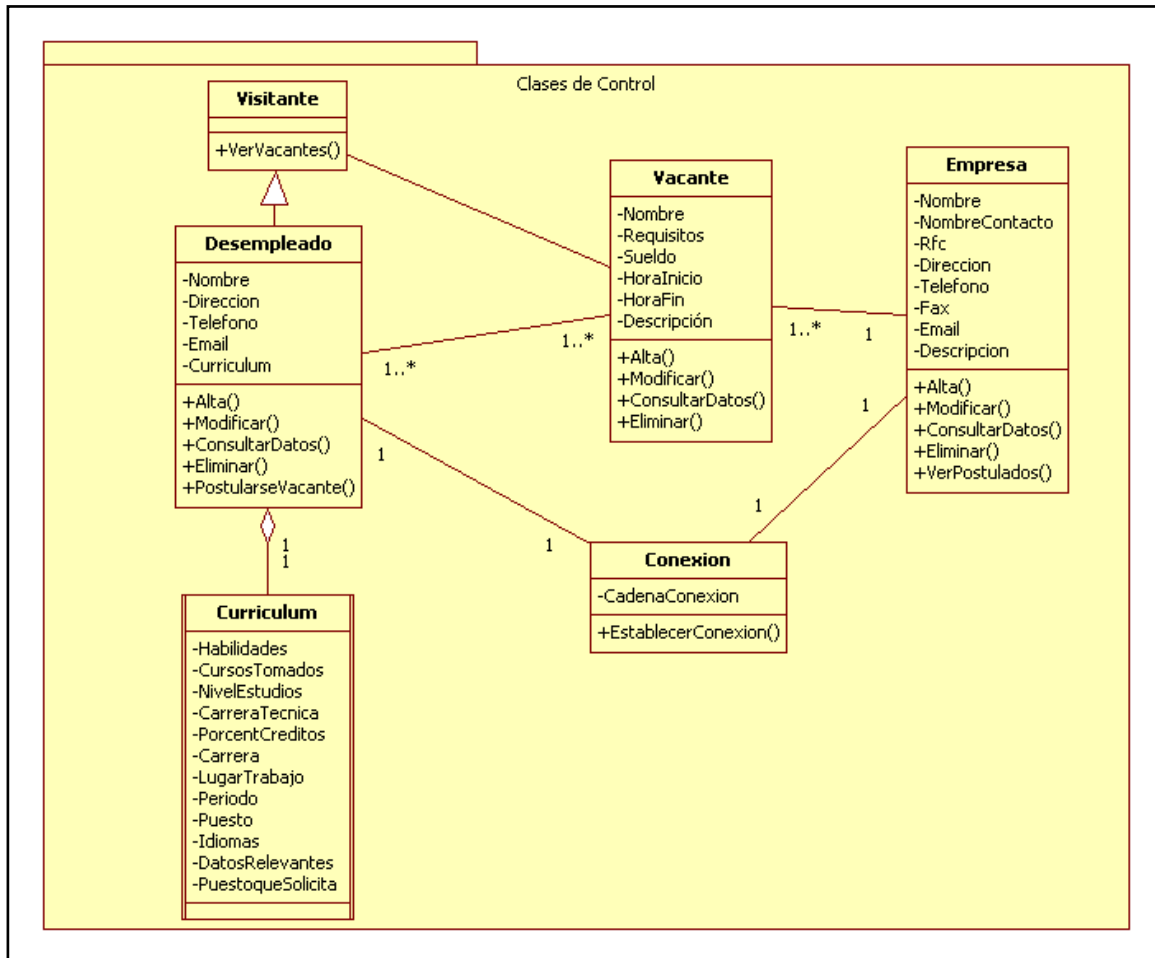 Clases de Control
Visitante
+VerVacantes()
Desempleado
-Nombre
-Direccion
-Telefono
-Email
-Curriculum
+Alta()
+Modificar()
+ConsultarDatos()
+Eliminar()
+PostularseVacante()
Vacante
-Nombre
-Requisitos
-Sueldo
-HoraInicio
-HoraFin
-Descripción
+Alta()
+Modificar()
+ConsultarDatos()
+Eliminar()
Empresa
-Nombre
-NombreContacto
-Rfc
-Direccion
-Telefono
-Fax
-Email
-Descripcion
+Alta()
+Modificar()
+ConsultarDatos()
+Eliminar()
+VerPostulados()
1..*
1..*
1..*
1
1
1
1
1
1
1
Conexion
-CadenaConexion
+EstablecerConexion()
Curriculum
-Habilidades
-CursosTomados
-NivelEstudios
-CarreraTecnica
-PorcentCreditos
-Carrera
-LugarTrabajo
-Periodo
-Puesto
-Idiomas
-DatosRelevantes
-PuestoqueSolicita